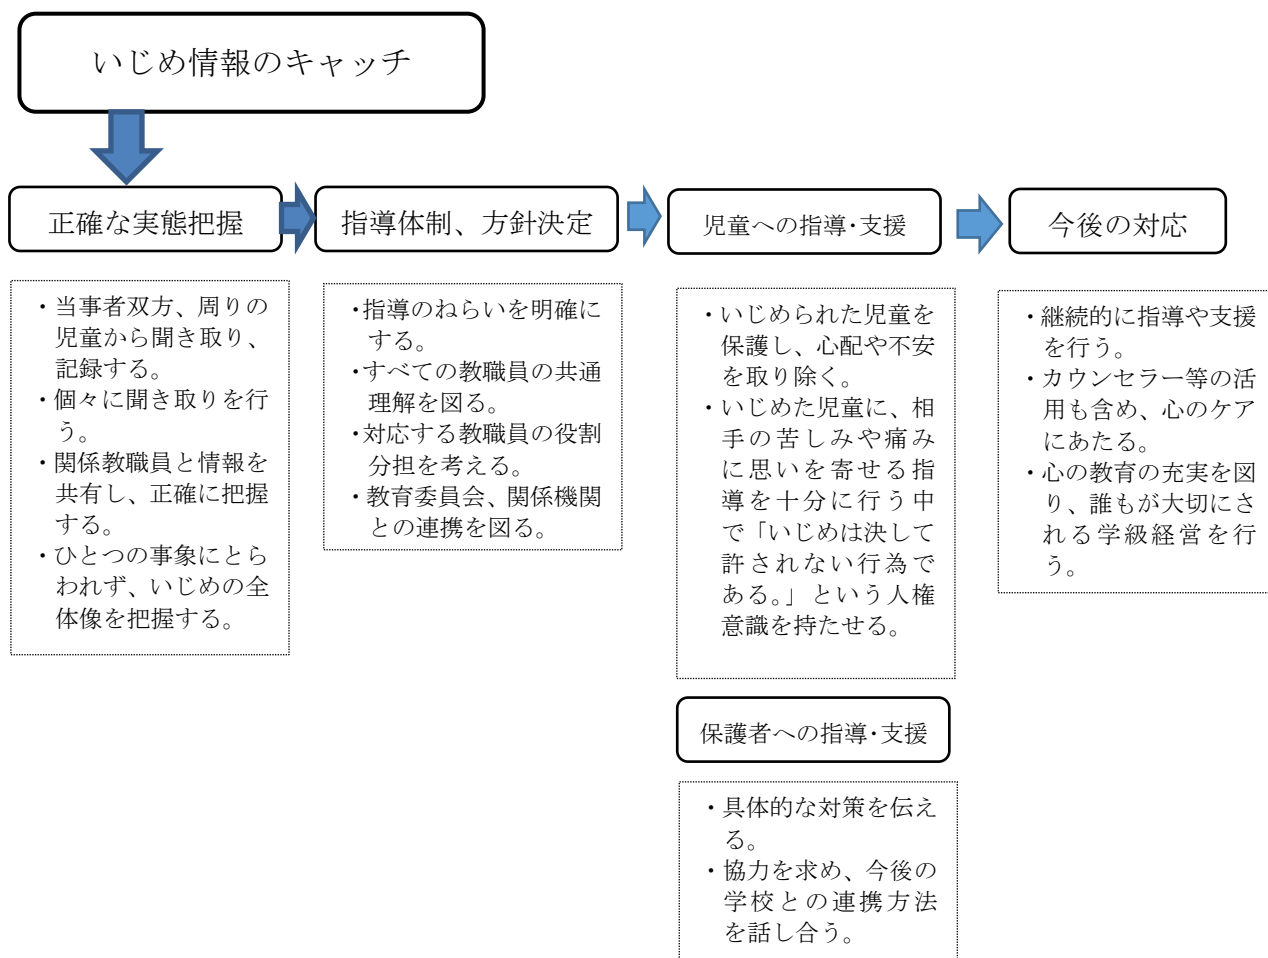 いじめ情報のキャッチ
正確な実態把握
・当事者双方、周りの
児童から聞き取り、
記録する。
・個々に聞き取りを行
う。
・関係教職員と情報を
共有し、正確に把握
する。
・ひとつの事象にとら
われず、いじめの全
体像を把握する。
指導体制、方針決定
・指導のねらいを明確に
する。
・すべての教職員の共通
理解を図る。
・対応する教職員の役割
分担を考える。
・教育委員会、関係機関
との連携を図る。
児童への指導・支援
・いじめられた児童を
保護し、心配や不安
を取り除く。
・いじめた児童に、相
手の苦しみや痛み
に思いを寄せる指
導を十分に行う中
で「いじめは決して
許されない行為で
ある。」という人権
意識を持たせる。
保護者への指導・支援
・具体的な対策を伝え
る。
・協力を求め、今後の
学校との連携方法
を話し合う。
今後の対応
・継続的に指導や支援
を行う。
・カウンセラー等の活
用も含め、心のケア
にあたる。
・心の教育の充実を図
り、誰もが大切にさ
れる学級経営を行
う。